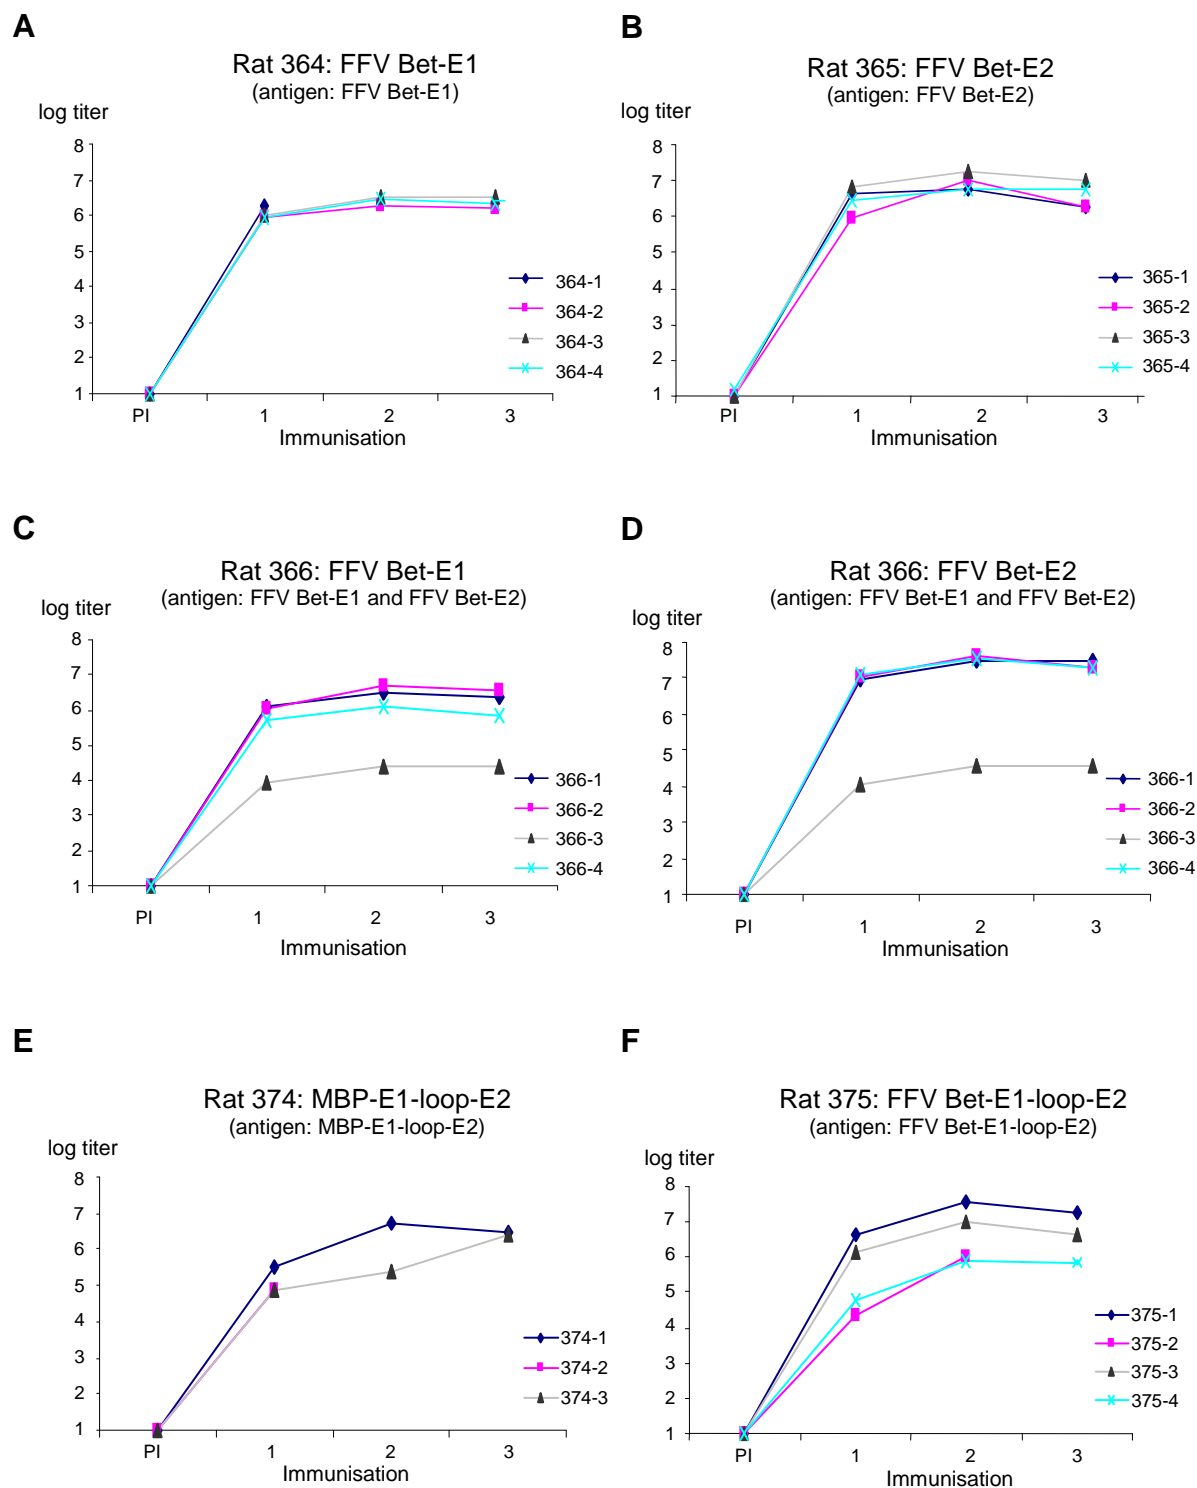 A
Rat 364: FFV Bet-E1
(antigen: FFV Bet-E1)
log titer
8
7
6
5
4
3
2
1
PI 1 2 3
Immunisation
364-1
364-2
364-3
364-4
B
Rat 365: FFV Bet-E2
(antigen: FFV Bet-E2)
log titer
8
7
6
5
4
3
2
1
PI 1 2 3
Immunisation
365-1
365-2
365-3
365-4
C
Rat 366: FFV Bet-E1
(antigen: FFV Bet-E1 and FFV Bet-E2)
log titer
8
7
6
5
4
3
2
1
PI 1 2 3
Immunisation
366-1
366-2
366-3
366-4
D
Rat 366: FFV Bet-E2
(antigen: FFV Bet-E1 and FFV Bet-E2)
log titer
8
7
6
5
4
3
2
1
PI 1 2 3
Immunisation
366-1
366-2
366-3
366-4
E
Rat 374: MBP-E1-loop-E2
(antigen: MBP-E1-loop-E2)
log titer
8
7
6
5
4
3
2
1
PI 1 2 3
Immunisation
374-1
374-2
374-3
F
Rat 375: FFV Bet-E1-loop-E2
(antigen: FFV Bet-E1-loop-E2)
log titer
8
7
6
5
4
3
2
1
PI 1 2 3
Immunisation
375-1
375-2
375-3
375-4